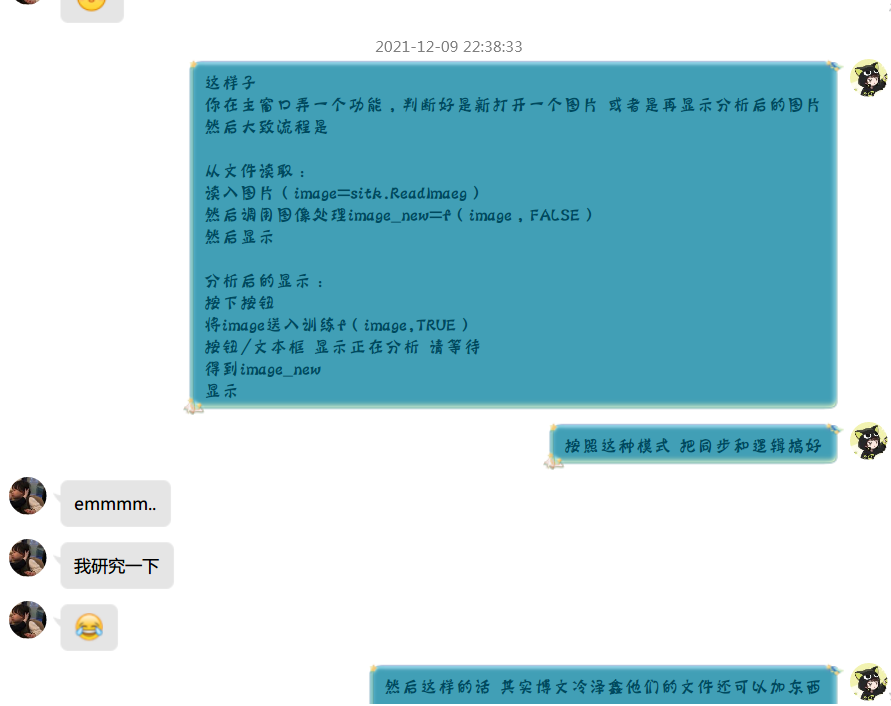 2021-12-09 22:38:33
这样子
你在主窗口弄一个功能，判断好是新打开一个图片 或者是再显示分析后的图片
然后大致流程是
从文件读取：
读入图片（image=sitk.ReadImaeg）
然后调用图像处理image_new=f（image，FALSE）
然后显示
分析后的显示：
按下按钮
将image送入训练f（image,TRUE）
按钮/文本框 显示正在分析 请等待
得到image_new
显示
按照这种模式 把同步和逻辑搞好
emmmm..
我研究一下
然后这样的话 其实博文冷泽鑫他们的文件还可以加东西